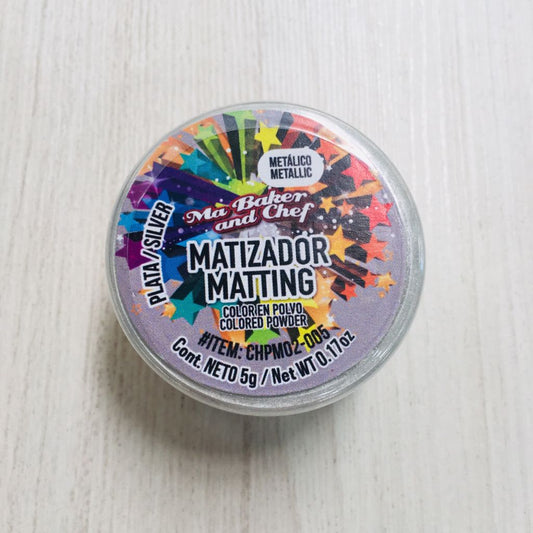 METÁLICO
METALLIC
Ma Baker
and Chef
PLATA/SILVER
MATIZADOR
MATTING
COLOR EN POLVO
COLORED POWDER
#ITEM: CHPM02-005
Cont. NETO 5g / Net WT 0.17oz